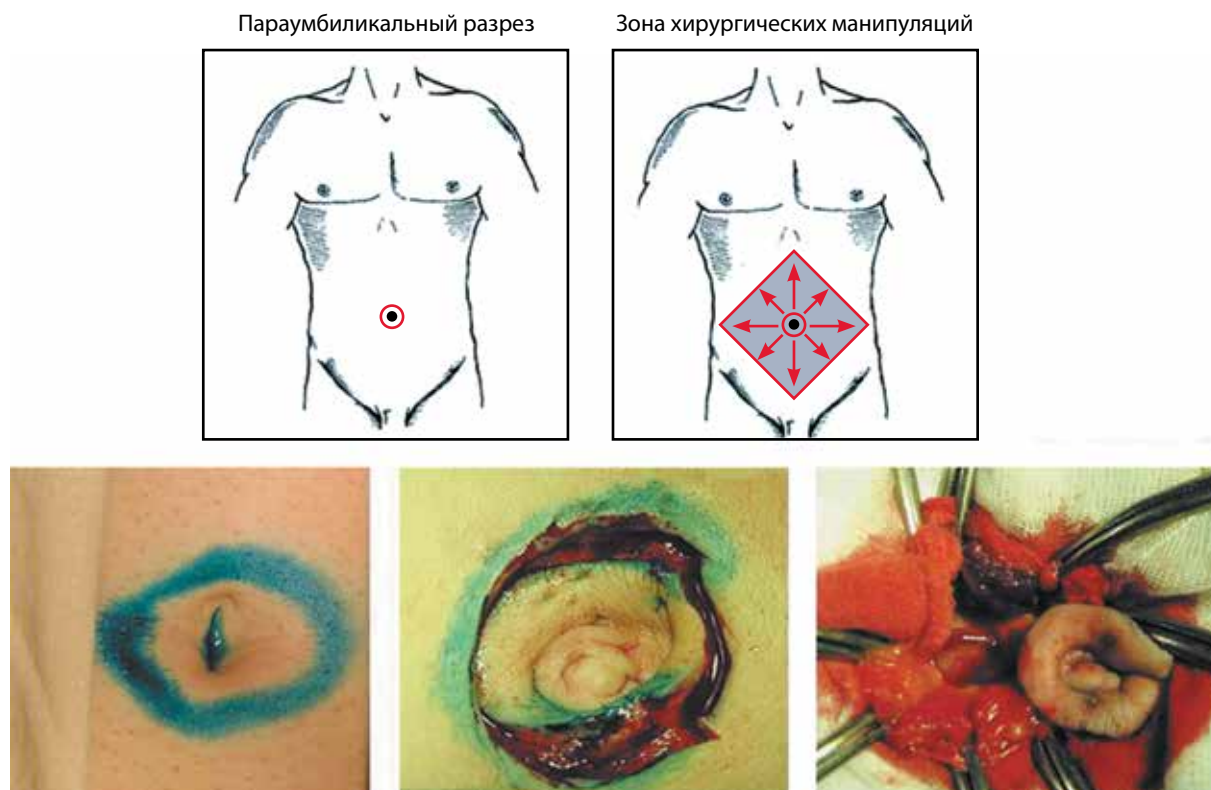 Параумбиликальный разрез
Зона хирургических манипуляций